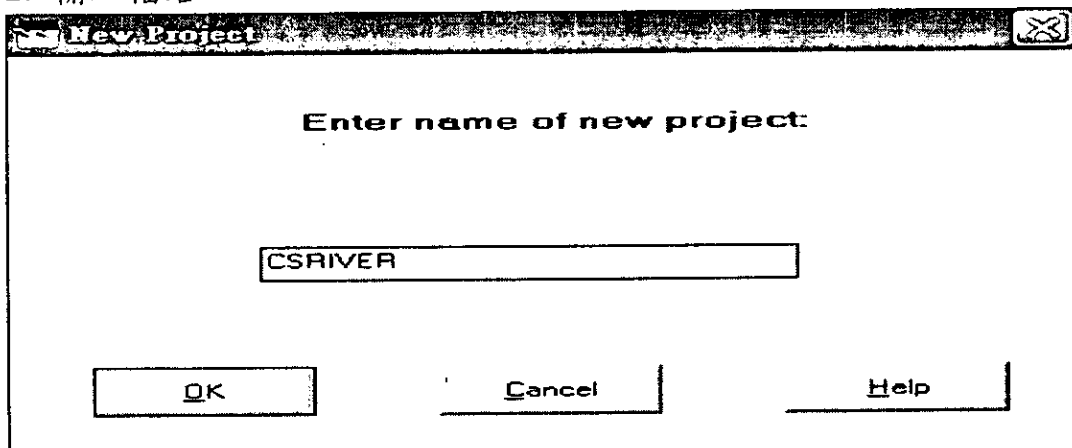 New Project
Enter name of new project:
CSRIVER
OK
Cancel
Help